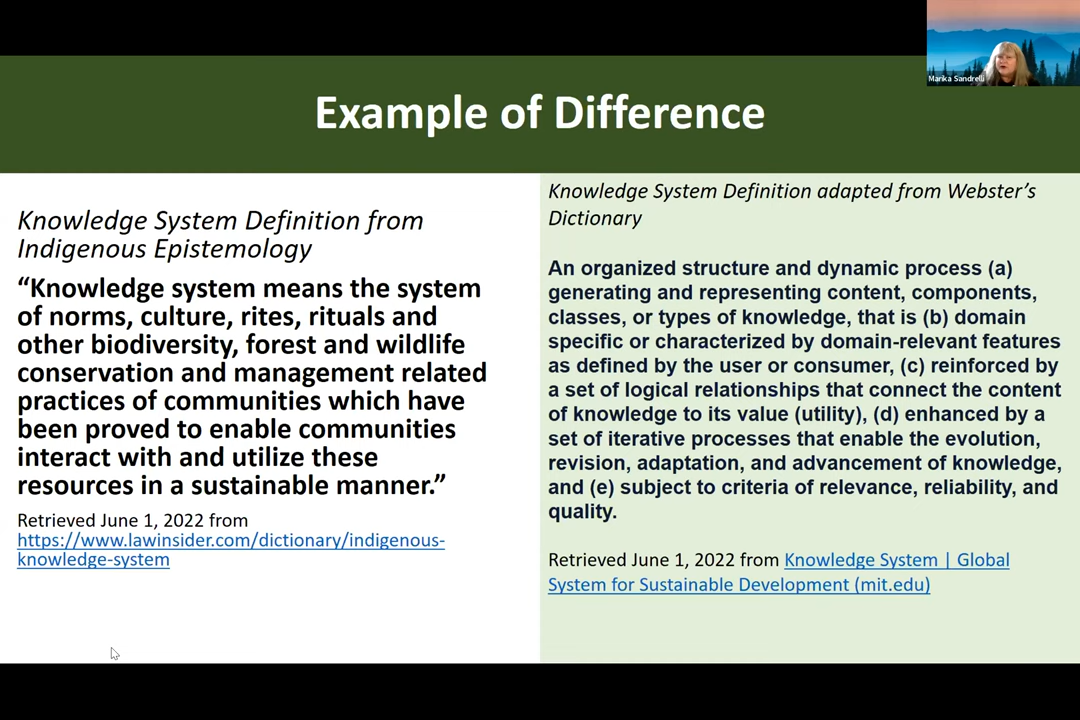 Marika Sandrelli
Example of Difference
Knowledge System Definition from
Indigenous Epistemology
“Knowledge system means the system
of norms, culture, rites, rituals and
other biodiversity, forest and wildlife
conservation and management related
practices of communities which have
been proved to enable communities
interact with and utilize these
resources in a sustainable manner.”
Retrieved June 1, 2022 from
https://www.lawinsider.com/dictionary/indigenous-
knowledge-system
Knowledge System Definition adapted from Webster’s
Dictionary
An organized structure and dynamic process (a)
generating and representing content, components,
classes, or types of knowledge, that is (b) domain
specific or characterized by domain-relevant features
as defined by the user or consumer, (c) reinforced by
a set of logical relationships that connect the content
of knowledge to its value (utility), (d) enhanced by a
set of iterative processes that enable the evolution,
revision, adaptation, and advancement of knowledge,
and (e) subject to criteria of relevance, reliability, and
quality.
Retrieved June 1, 2022 from Knowledge System | Global
System for Sustainable Development (mit.edu)